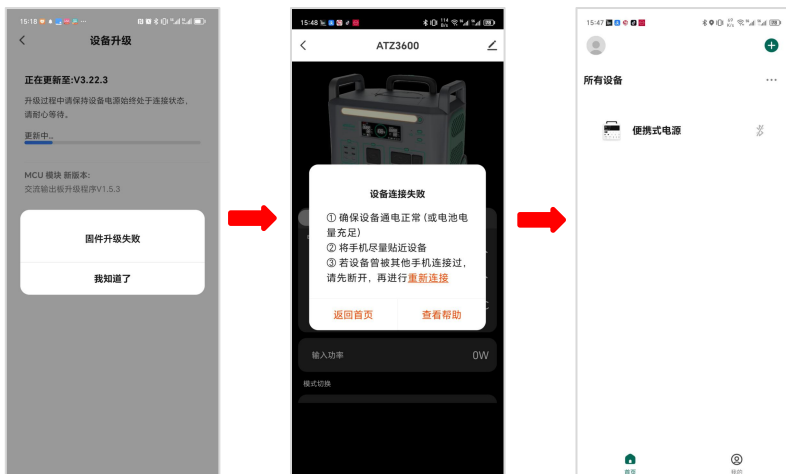 15:18
设备升级
正在更新至:V3.22.3
升级过程中请保持设备电源始终处于连接状态，
请耐心等待。
更新中...
MCU 模块 新版本:
交流输出板升级程序V1.5.3
固件升级失败
我知道了
15:48
ATZ3600
设备连接失败
① 确保设备通电正常 (或电池电
量充足)
② 将手机尽量贴近设备
③ 若设备曾被其他手机连接过，
请先断开，再进行重新连接
返回首页
查看帮助
输入功率
0W
模式切换
15:47
所有设备
便携式电源
首页
我的